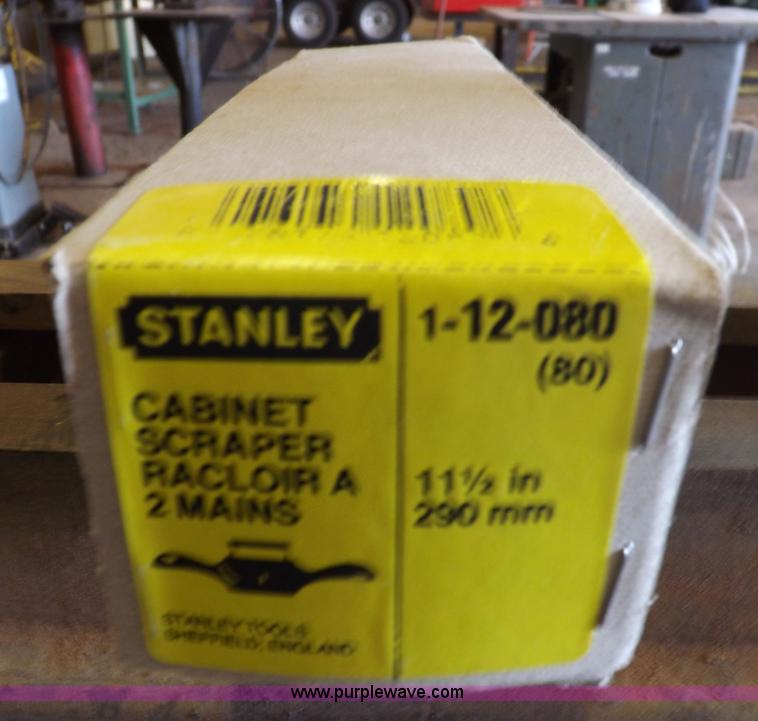 STANLEY
CABINET
SCRAPER
RACLOIR A
2 MAINS
STANLEY TOOLS
SHEFFIELD, ENGLAND
1-12-080
(80)
11½ in
290 mm
www.purplewave.com